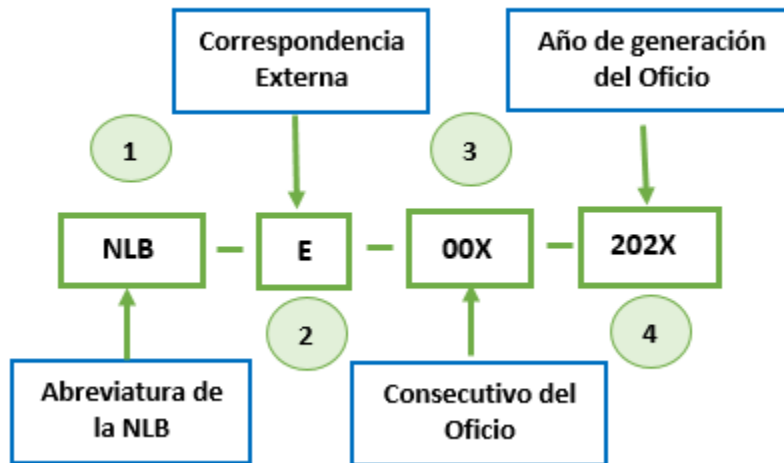 Correspondencia
Externa
Año de generación
del Oficio
1
3
NLB – E – 00X – 202X
2
4
Abreviatura de
la NLB
Consecutivo del
Oficio